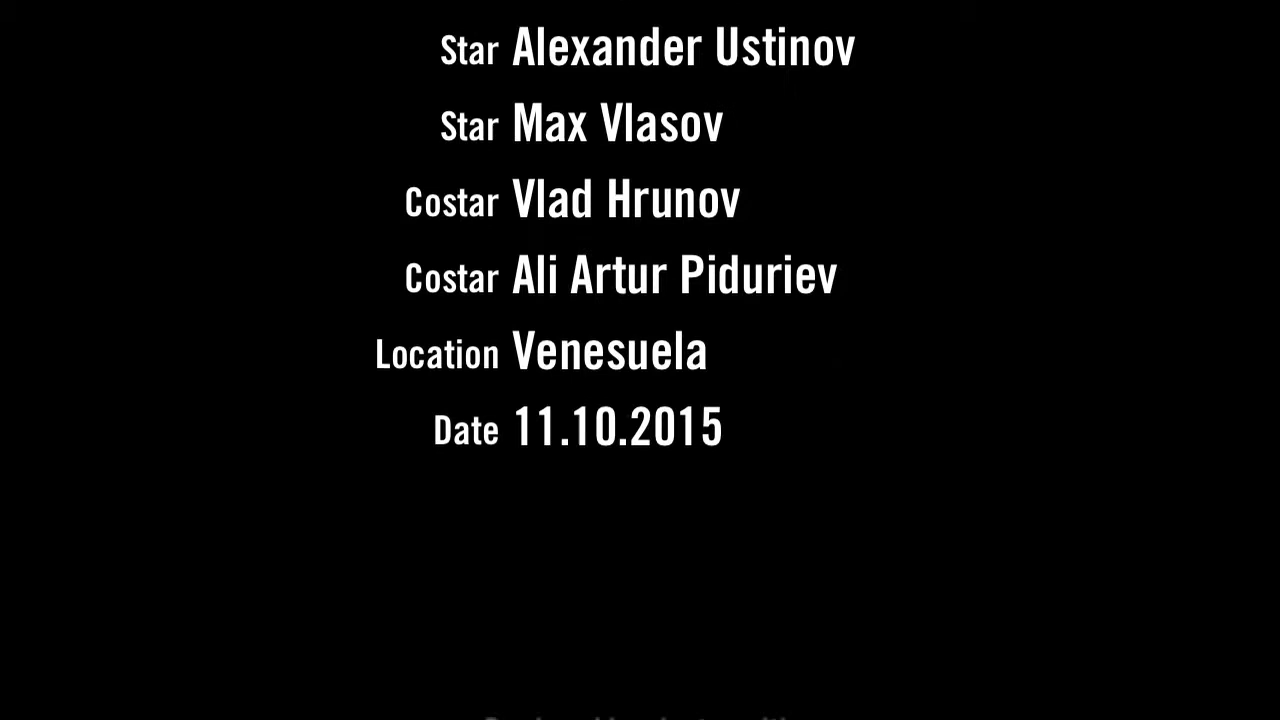 Star Alexander Ustinov
Star Max Vlasov
Costar Vlad Hrunov
Costar Ali Artur Piduriev
Location Venesuela
Date 11.10.2015